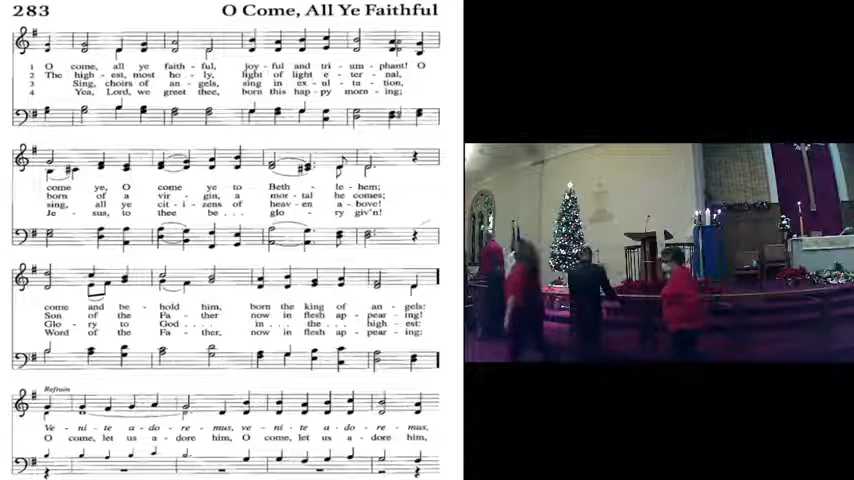 283 O Come, All Ye Faithful
1 O come, all ye faith - ful, joy - ful and tri - um - phant! O
2 The high - est, most ho - ly, light of light e - ter - nal,
3 Sing, choirs of an - gels, sing in ex - ul - ta - tion,
4 Yea, Lord, we greet thee, born this hap - py morn - ing;
come ye, O come ye to Beth - le - hem;
born of a vir - gin, a mor - tal he comes;
sing, all ye cit - i - zens of heav - en a - bove!
Je - sus, to thee be . . . glo - ry giv'n!
come and be - hold him, born the king of an - gels:
Son of the Fa - ther now in flesh ap - pear - ing!
Glo - ry to God . . . . in . . . the . . . high - est:
Word of the Fa - ther, now in flesh ap - pear - ing:
Refrain
Ve - ni - te a - do - re - mus, ve - ni - te a - do - re - mus,
O come, let us a - dore him, O come, let us a - dore him,